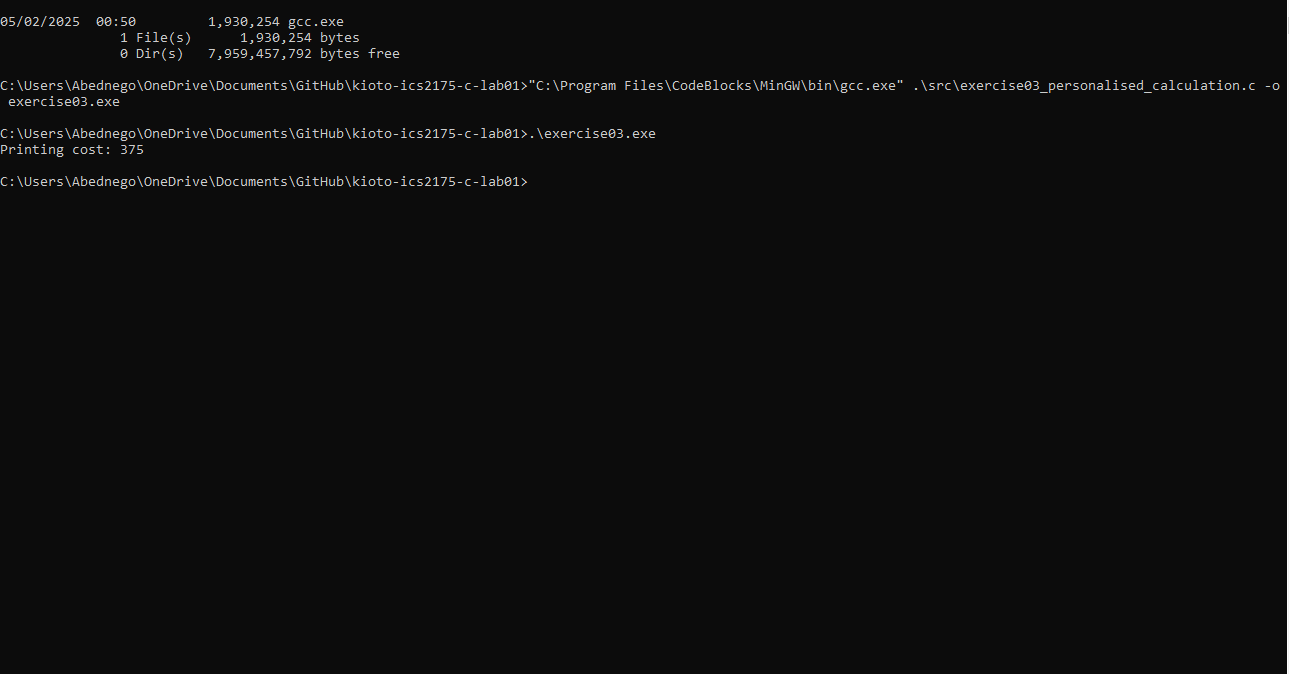 05/02/2025  00:50         1,930,254 gcc.exe
               1 File(s)      1,930,254 bytes
               0 Dir(s)   7,959,457,792 bytes free
C:\Users\Abednego\OneDrive\Documents\GitHub\kioto-ics2175-c-lab01>"C:\Program Files\CodeBlocks\MinGW\bin\gcc.exe" .\src\exercise03_personalised_calculation.c -o
 exercise03.exe
C:\Users\Abednego\OneDrive\Documents\GitHub\kioto-ics2175-c-lab01>.\exercise03.exe
Printing cost: 375
C:\Users\Abednego\OneDrive\Documents\GitHub\kioto-ics2175-c-lab01>